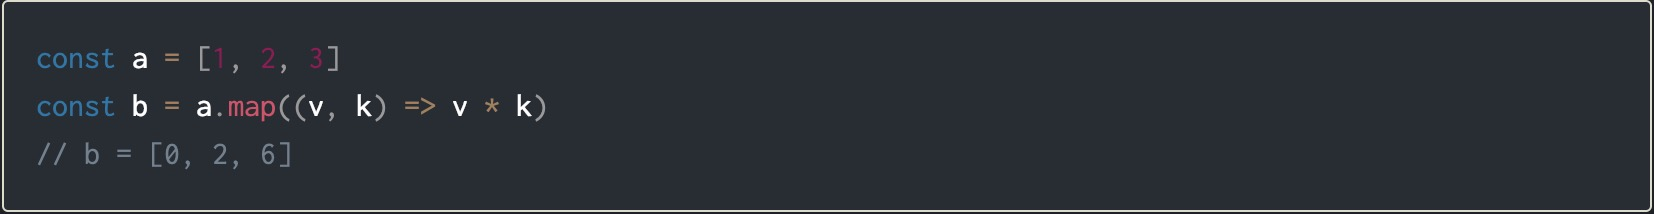 const a = [1, 2, 3]
const b = a.map((v, k) => v * k)
// b = [0, 2, 6]